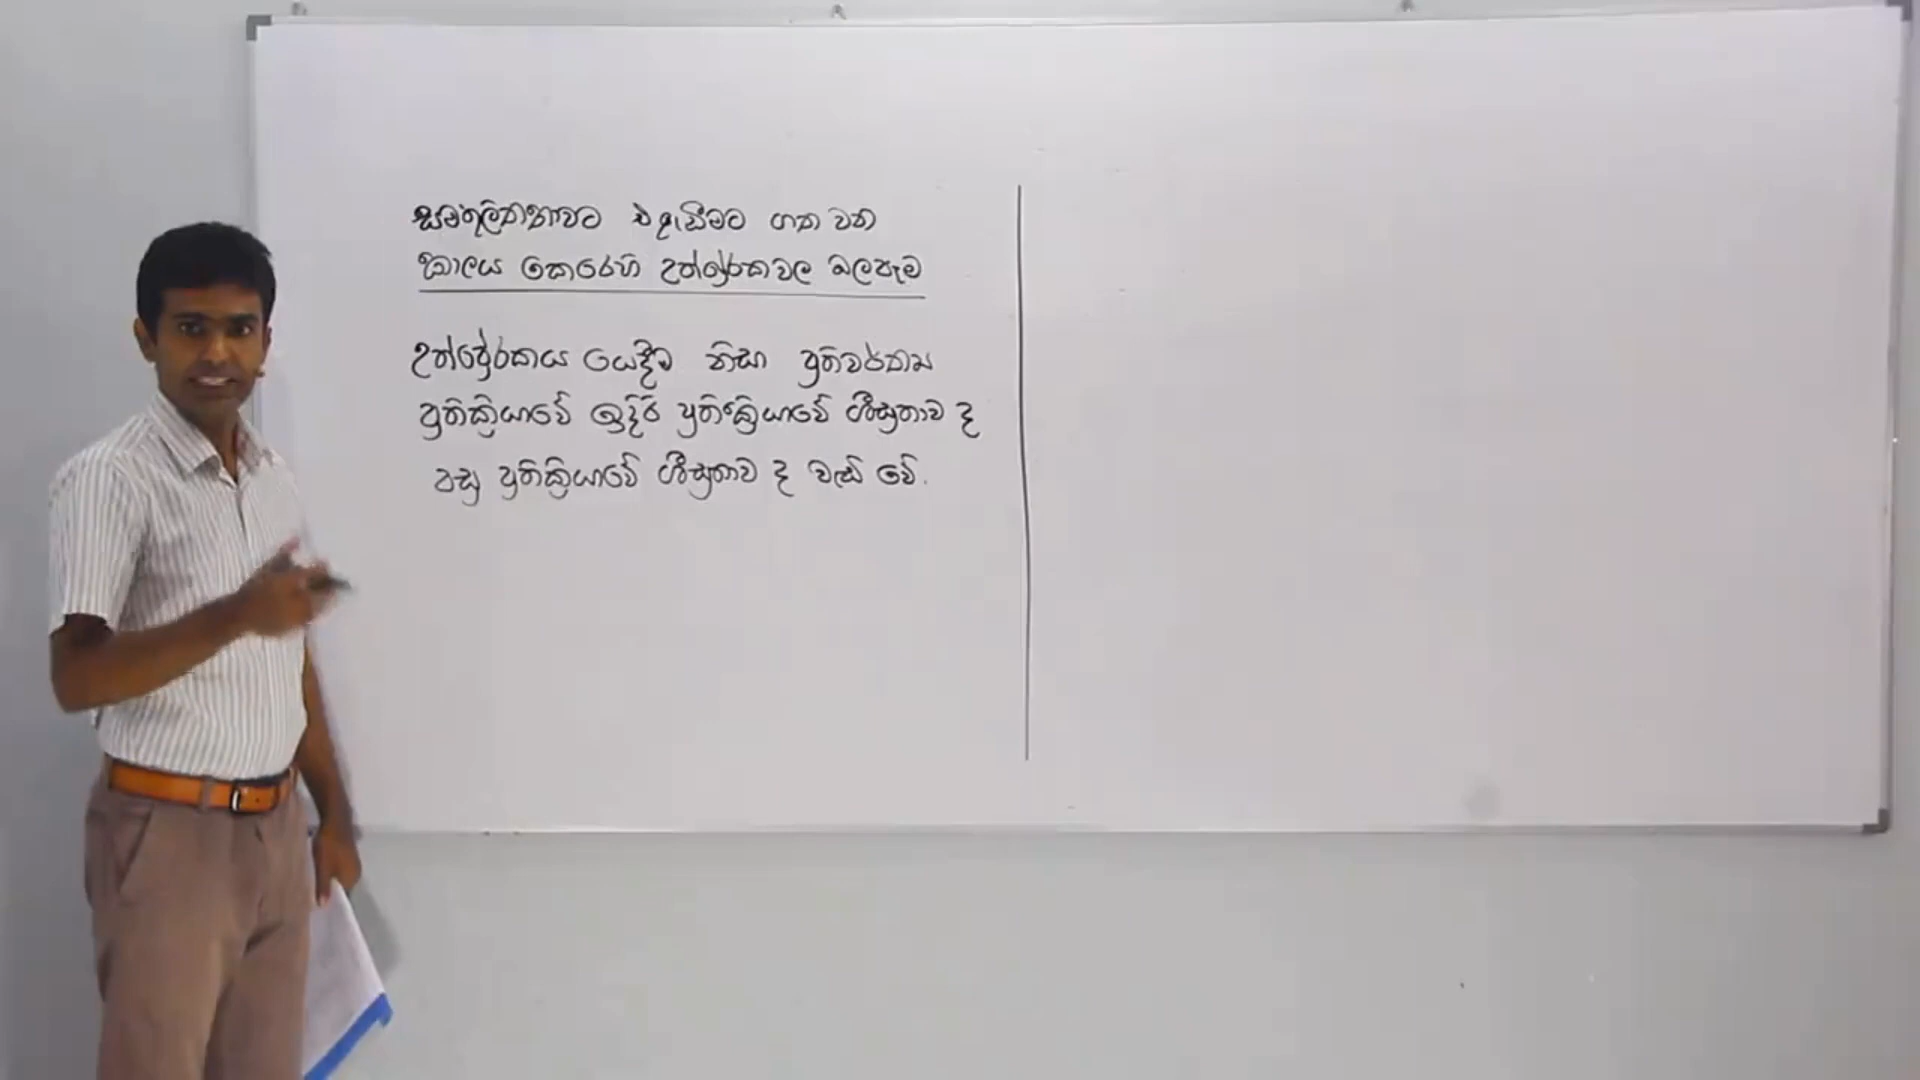 සමතුලිතතාවට එළැඹීමට ගත වන
කාලය කෙරෙහි උත්ප්‍රේරකවල බලපෑම
උත්ප්‍රේරකය යෙදීම නිසා ප්‍රතිවර්ත්‍ය
ප්‍රතික්‍රියාවේ ඉදිරි ප්‍රතික්‍රියාවේ ශීඝ්‍රතාව ද
පසු ප්‍රතික්‍රියාවේ ශීඝ්‍රතාව ද වැඩි වේ.